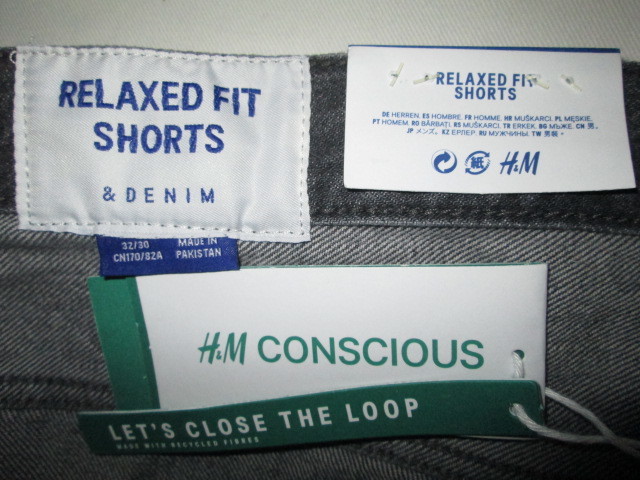 RELAXED FIT
SHORTS
& DENIM
32/30
CN170/82A
MADE IN
PAKISTAN
RELAXED FIT
SHORTS
DE HERREN. ES HOMBRE. FR HOMME. HR MUŠKARCI. PL MĘSKIE.
PT HOMEM. RO BĂRBAŢI. RS MUŠKARCI. TR ERKEK. BG МЪЖЕ. CN 男。
JP メンズ。 KZ ЕРЛЕР. RU МУЖЧИНЫ. TW 男裝。
紙
H&M
H&M CONSCIOUS
LET'S CLOSE THE LOOP
MADE WITH RECYCLED FIBRES